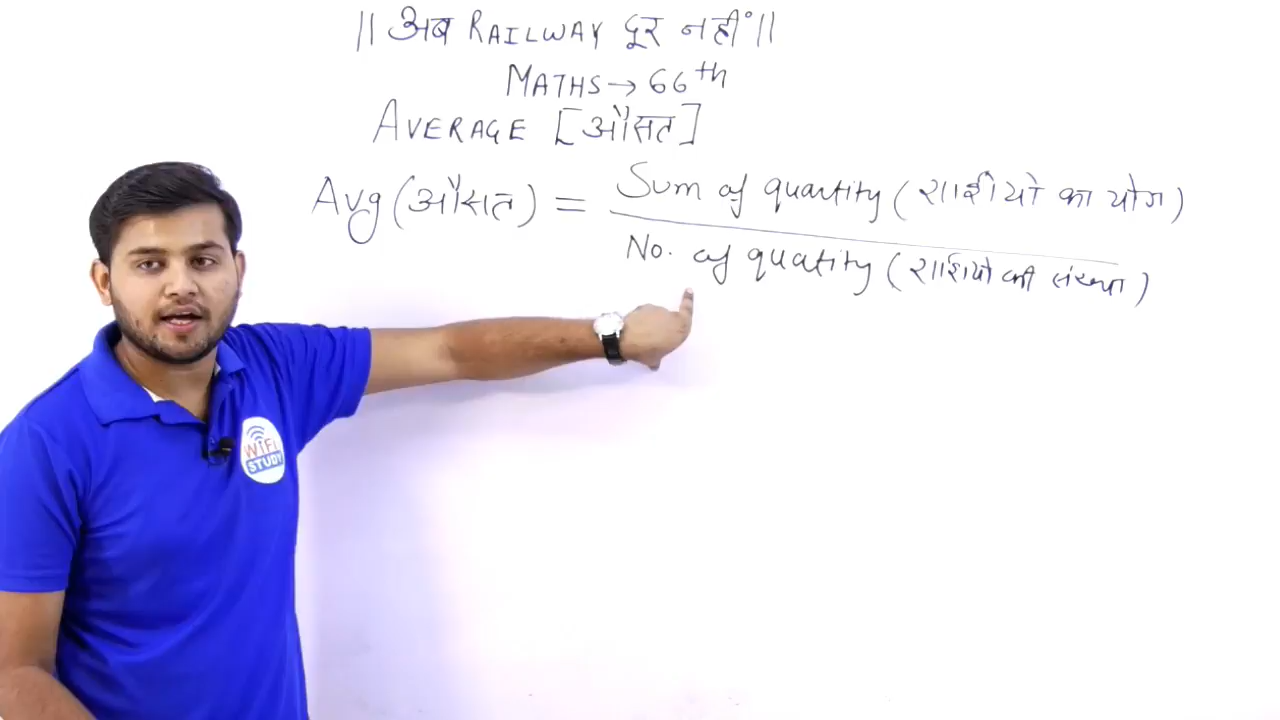 || अब RAILWAY दूर नहीं ||
MATHS → 66th
AVERAGE [औसत]
Avg (औसत) = Sum of quantity (राशीयो का योग)
No. of quatity (राशियो की संख्या)
WiFi
STUDY